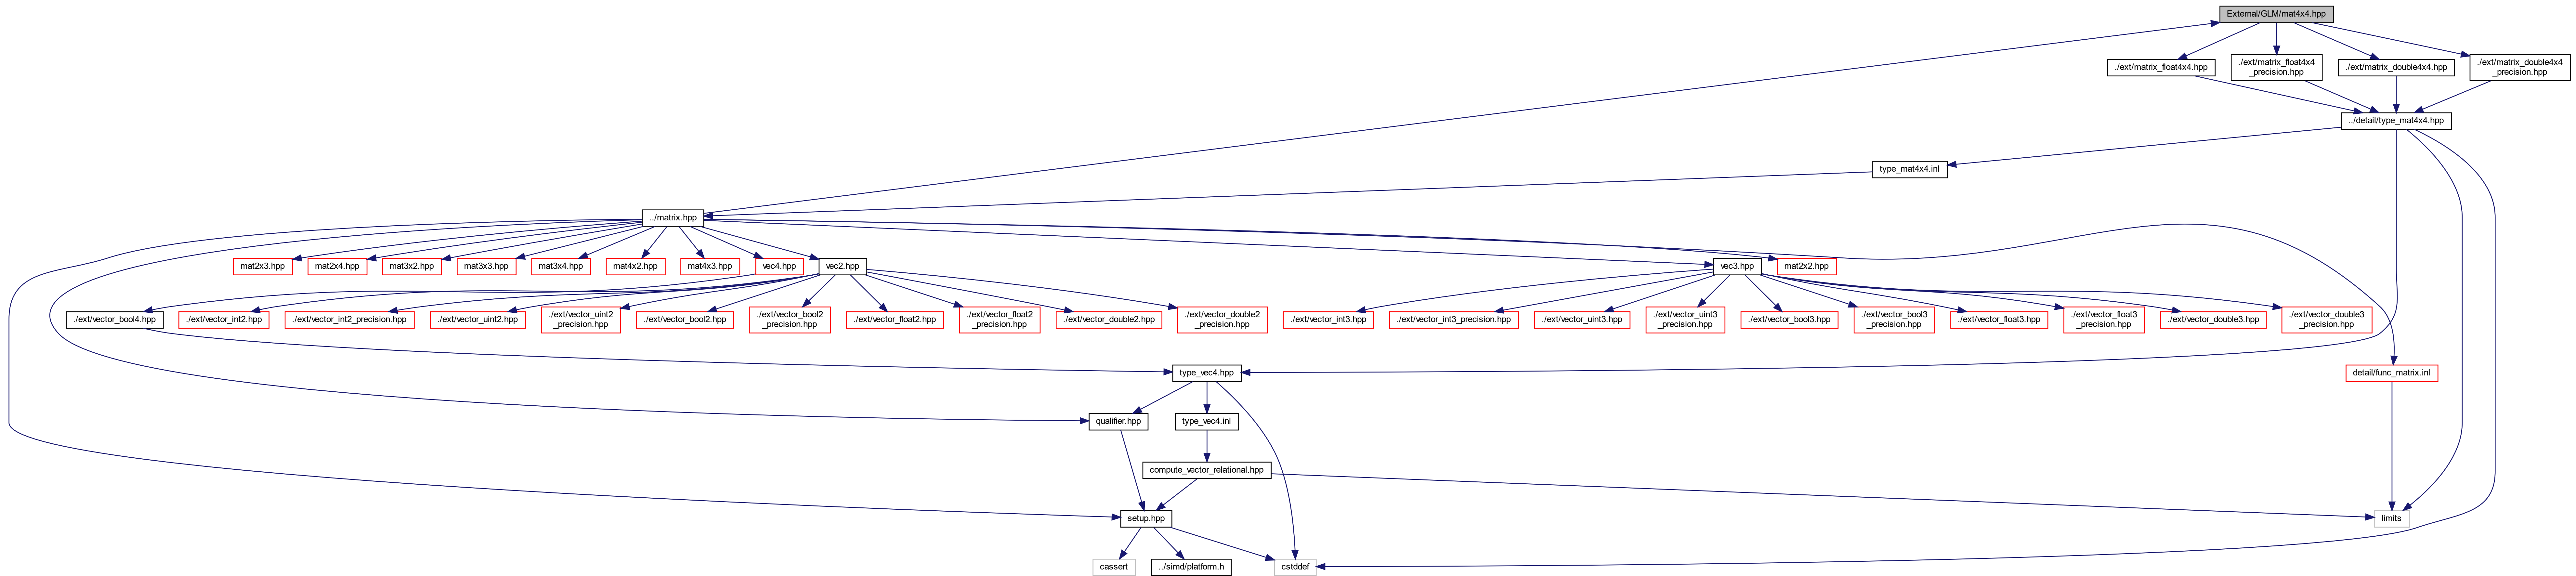 External/GLM/mat4x4.hpp
./ext/matrix_float4x4.hpp
./ext/matrix_float4x4
_precision.hpp
./ext/matrix_double4x4.hpp
./ext/matrix_double4x4
_precision.hpp
../detail/type_mat4x4.hpp
type_mat4x4.inl
../matrix.hpp
mat2x3.hpp
mat2x4.hpp
mat3x2.hpp
mat3x3.hpp
mat3x4.hpp
mat4x2.hpp
mat4x3.hpp
vec4.hpp
vec2.hpp
vec3.hpp
mat2x2.hpp
./ext/vector_bool4.hpp
./ext/vector_int2.hpp
./ext/vector_int2_precision.hpp
./ext/vector_uint2.hpp
./ext/vector_uint2
_precision.hpp
./ext/vector_bool2.hpp
./ext/vector_bool2
_precision.hpp
./ext/vector_float2.hpp
./ext/vector_float2
_precision.hpp
./ext/vector_double2.hpp
./ext/vector_double2
_precision.hpp
./ext/vector_int3.hpp
./ext/vector_int3_precision.hpp
./ext/vector_uint3.hpp
./ext/vector_uint3
_precision.hpp
./ext/vector_bool3.hpp
./ext/vector_bool3
_precision.hpp
./ext/vector_float3.hpp
./ext/vector_float3
_precision.hpp
./ext/vector_double3.hpp
./ext/vector_double3
_precision.hpp
type_vec4.hpp
detail/func_matrix.inl
qualifier.hpp
type_vec4.inl
compute_vector_relational.hpp
setup.hpp
limits
cassert
../simd/platform.h
cstddef